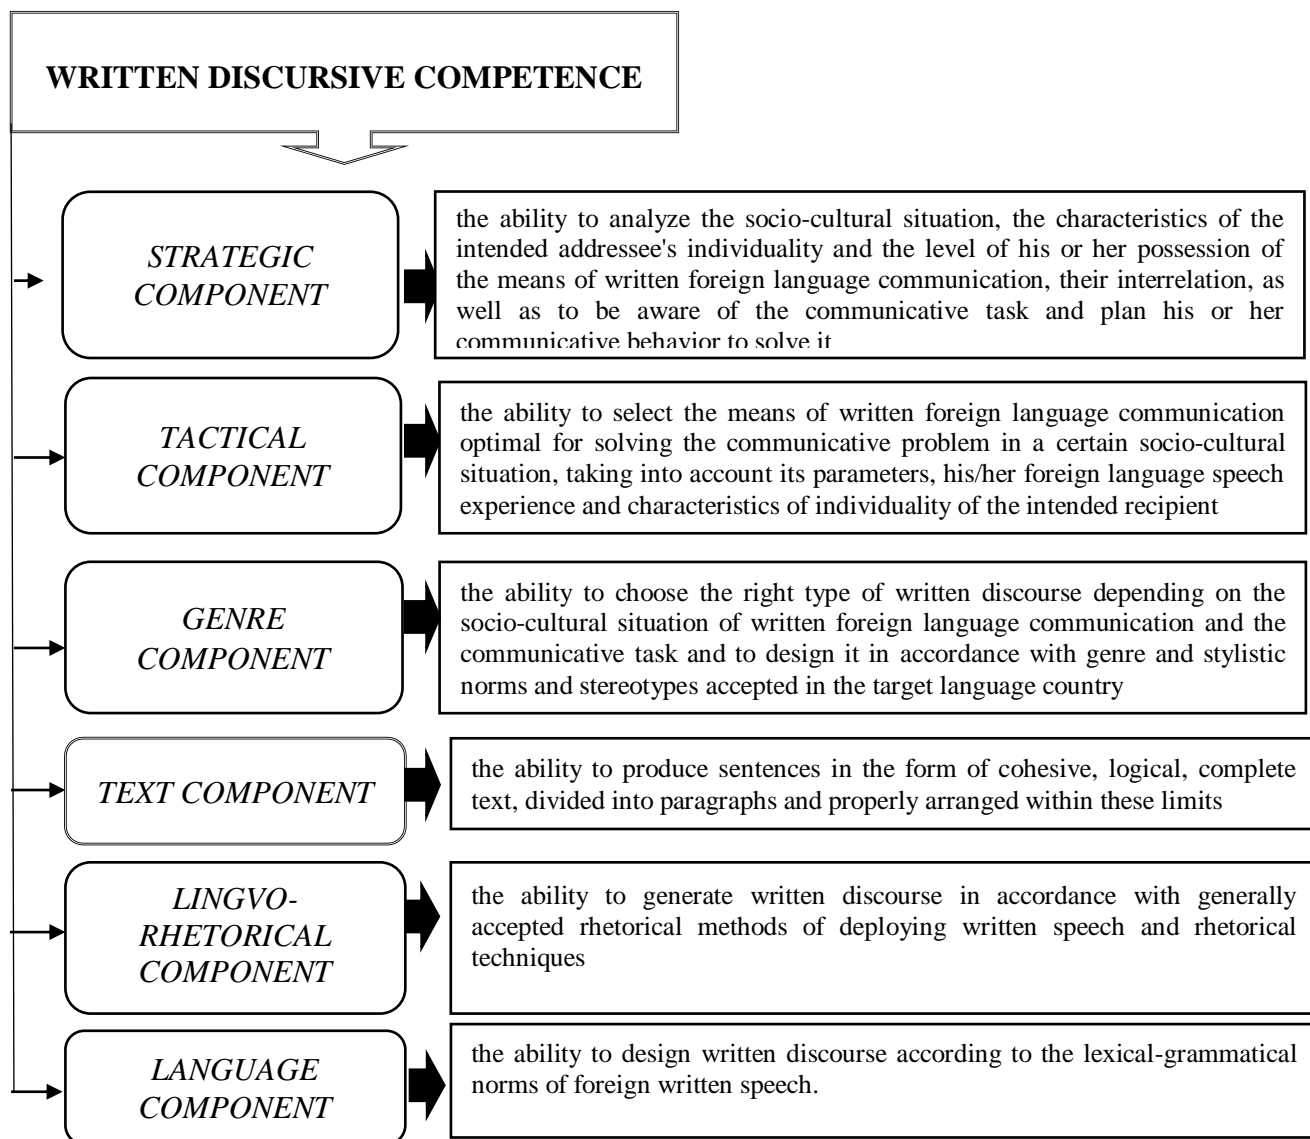 WRITTEN DISCURSIVE COMPETENCE
STRATEGIC
COMPONENT
the ability to analyze the socio-cultural situation, the characteristics of the
intended addressee's individuality and the level of his or her possession of
the means of written foreign language communication, their interrelation, as
well as to be aware of the communicative task and plan his or her
communicative behavior to solve it
TACTICAL
COMPONENT
the ability to select the means of written foreign language communication
optimal for solving the communicative problem in a certain socio-cultural
situation, taking into account its parameters, his/her foreign language speech
experience and characteristics of individuality of the intended recipient
GENRE
COMPONENT
the ability to choose the right type of written discourse depending on the
socio-cultural situation of written foreign language communication and the
communicative task and to design it in accordance with genre and stylistic
norms and stereotypes accepted in the target language country
TEXT COMPONENT
the ability to produce sentences in the form of cohesive, logical, complete
text, divided into paragraphs and properly arranged within these limits
LINGVO-
RHETORICAL
COMPONENT
the ability to generate written discourse in accordance with generally
accepted rhetorical methods of deploying written speech and rhetorical
techniques
LANGUAGE
COMPONENT
the ability to design written discourse according to the lexical-grammatical
norms of foreign written speech.